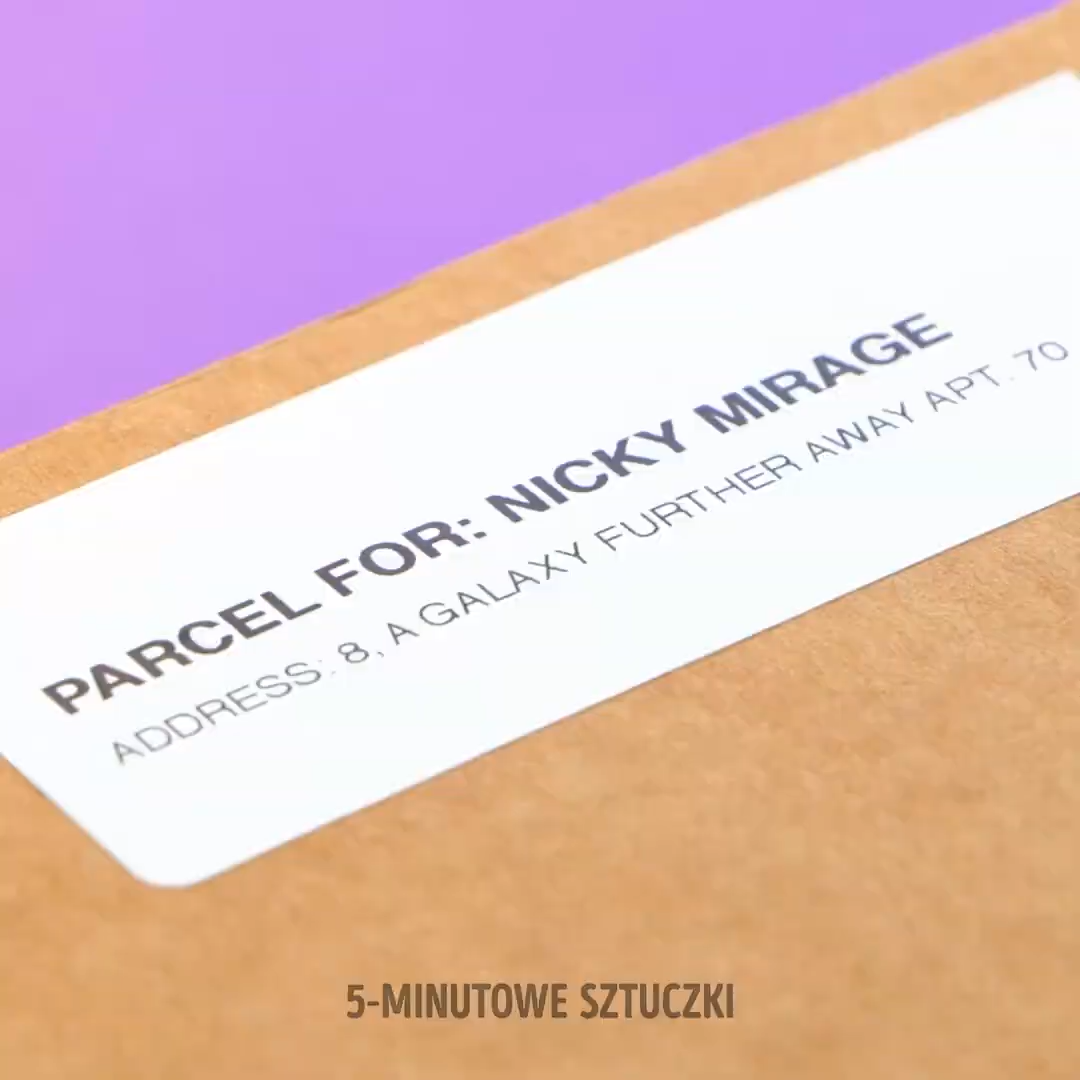 PARCEL FOR: NICKY MIRAGE
ADDRESS: 8, A GALAXY FURTHER AWAY APT. 70
5-MINUTOWE SZTUCZKI